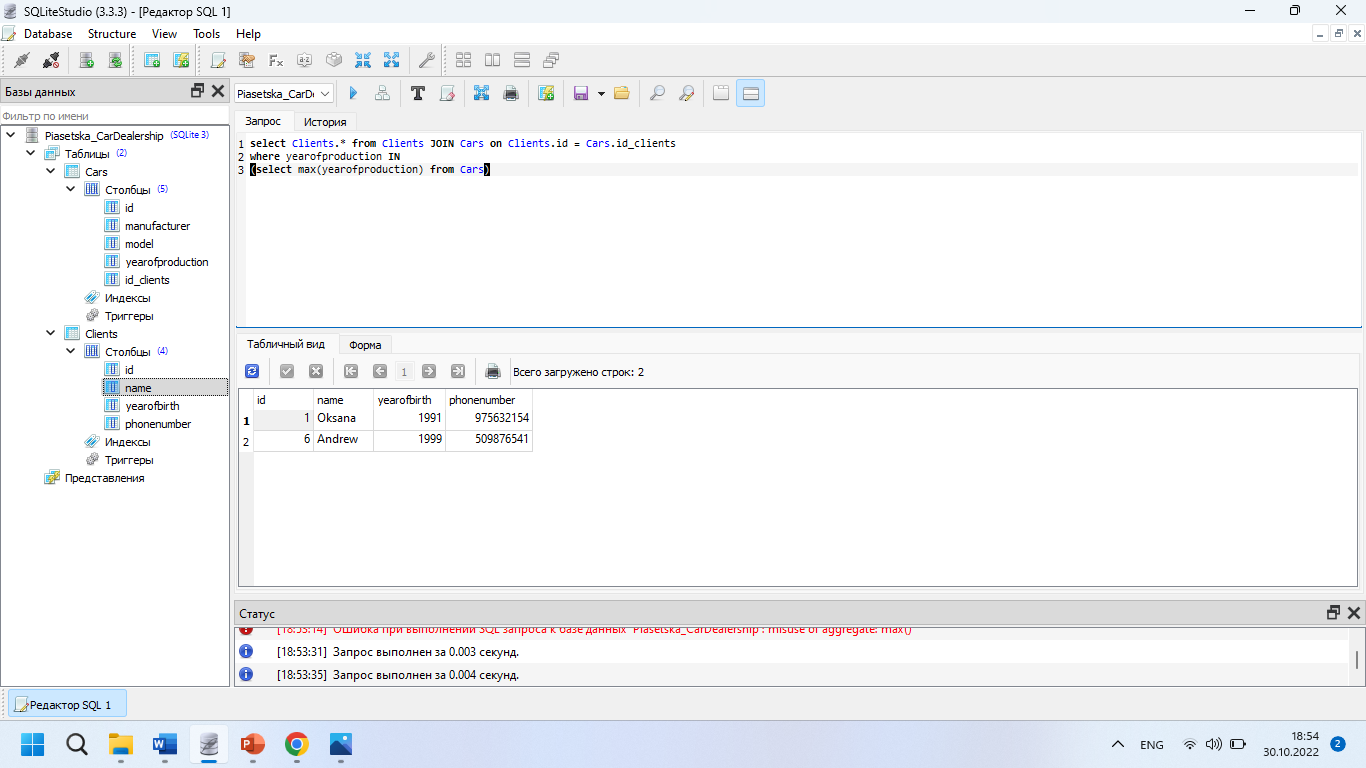 SQLiteStudio (3.3.3) - [Редактор SQL 1]
Database Structure View Tools Help
Базы данных
Фильтр по имени
Piasetska_CarDealership (SQLite 3)
Таблицы (2)
Cars
Столбцы (5)
id
manufacturer
model
yearofproduction
id_clients
Индексы
Триггеры
Clients
Столбцы (4)
id
name
yearofbirth
phonenumber
Индексы
Триггеры
Представления
Piasetska_CarD
Запрос История
1 select Clients.* from Clients JOIN Cars on Clients.id = Cars.id_clients
2 where yearofproduction IN
3 (select max(yearofproduction) from Cars)
Табличный вид Форма
1 Всего загружено строк: 2
id name yearofbirth phonenumber
1 1 Oksana 1991 975632154
2 6 Andrew 1999 509876541
Статус
[18:53:14] Ошибка при выполнении SQL запроса к базе данных 'Piasetska_CarDealership': misuse of aggregate: max()
[18:53:31] Запрос выполнен за 0.003 секунд.
[18:53:35] Запрос выполнен за 0.004 секунд.
Редактор SQL 1
ENG
18:54
30.10.2022
2